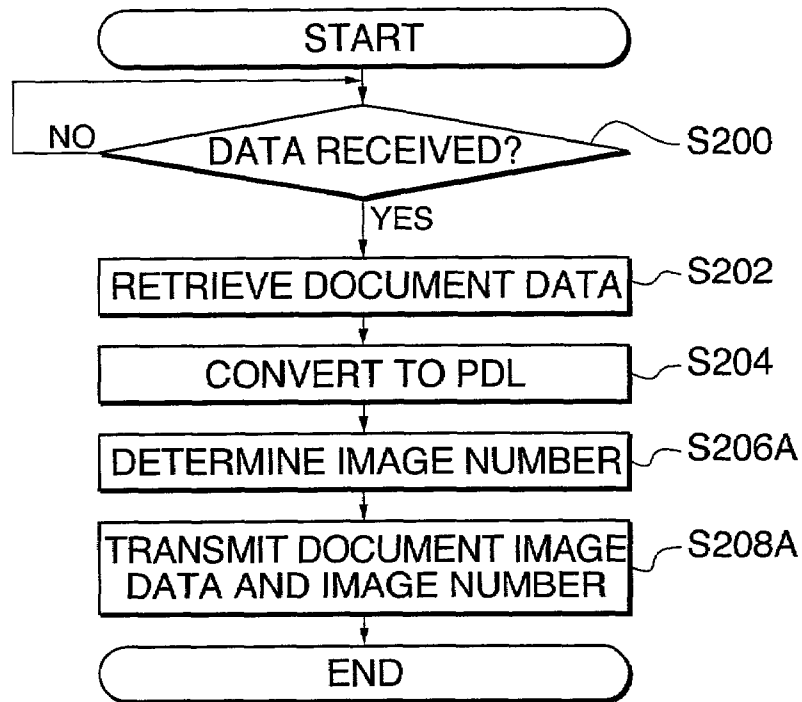 START
NO
DATA RECEIVED?
S200
YES
RETRIEVE DOCUMENT DATA
S202
CONVERT TO PDL
S204
DETERMINE IMAGE NUMBER
S206A
TRANSMIT DOCUMENT IMAGE
DATA AND IMAGE NUMBER
S208A
END